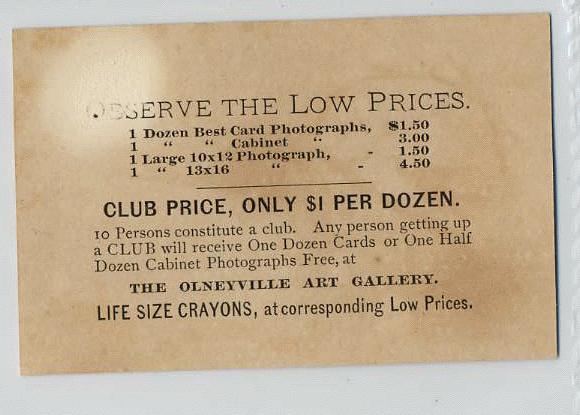 OBSERVE THE LOW PRICES.
1 Dozen Best Card Photographs, $1.50
1 " " Cabinet " 3.00
1 Large 10x12 Photograph, - 1.50
1 " 13x16 " - 4.50
CLUB PRICE, ONLY $1 PER DOZEN.
10 Persons constitute a club. Any person getting up
a CLUB will receive One Dozen Cards or One Half
Dozen Cabinet Photographs Free, at
THE OLNEYVILLE ART GALLERY.
LIFE SIZE CRAYONS, at corresponding Low Prices.